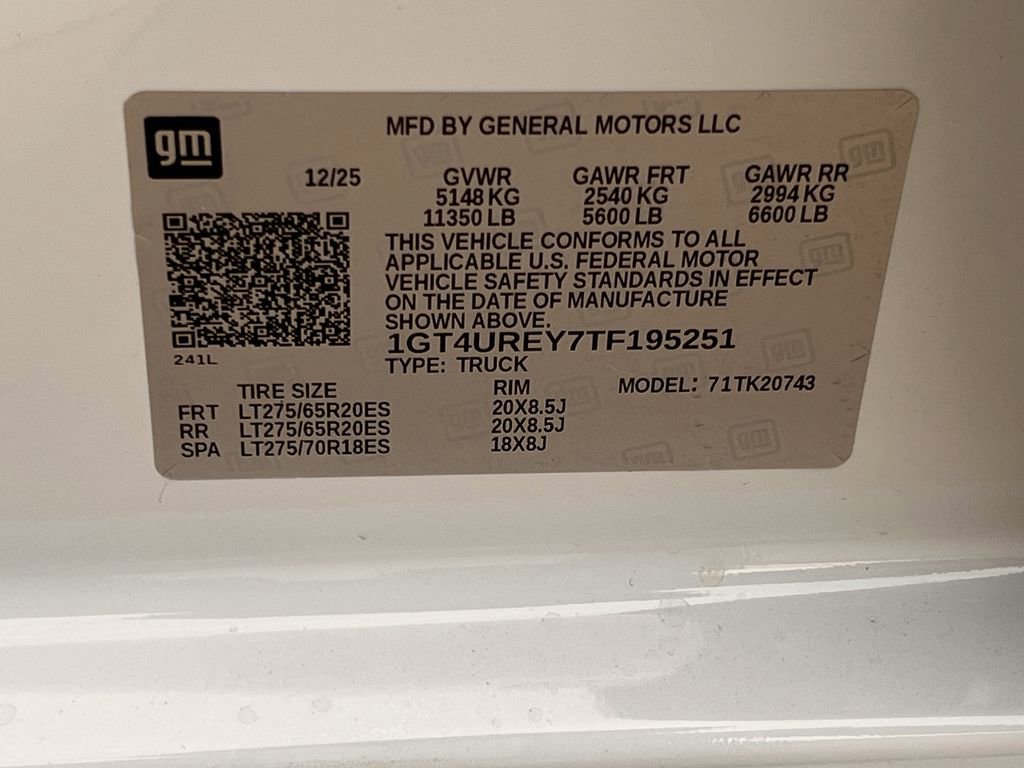 gm
MFD BY GENERAL MOTORS LLC
12/25 GVWR GAWR FRT GAWR RR
5148 KG 2540 KG 2994 KG
11350 LB 5600 LB 6600 LB
THIS VEHICLE CONFORMS TO ALL
APPLICABLE U.S. FEDERAL MOTOR
VEHICLE SAFETY STANDARDS IN EFFECT
ON THE DATE OF MANUFACTURE
SHOWN ABOVE.
1GT4UREY7TF195251
241L
TYPE: TRUCK
TIRE SIZE RIM MODEL: 71TK20743
FRT LT275/65R20ES 20X8.5J
RR LT275/65R20ES 20X8.5J
SPA LT275/70R18ES 18X8J